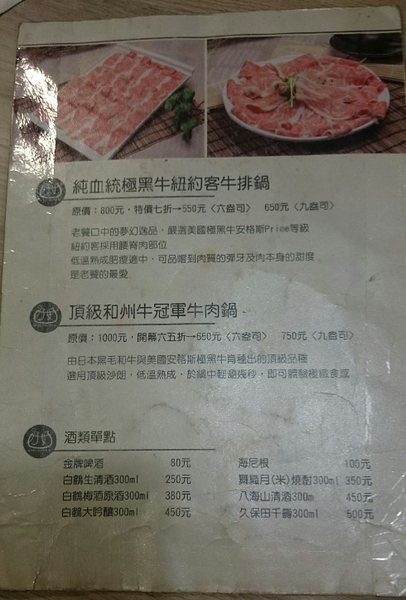 純血統極黑牛紐約客牛排鍋
原價：800元，特價七折→550元〈六盎司〉 650元〈九盎司〉
老饕口中的夢幻逸品，嚴選美國極黑牛安格斯Prime等級
紐約客採用腰脊肉部位
低溫熟成肥瘦適中，可品嚐到肉質的彈牙及肉本身的甜度
是老饕的最愛
頂級和州牛冠軍牛肉鍋
原價：1000元，開幕六五折→650元〈六盎司〉 750元〈九盎司〉
由日本黑毛和牛與美國安格斯極黑牛育種出的頂級品種
選用頂級沙朗，低溫熟成，於鍋中輕涮幾秒，即可體驗極緻食感
酒類單點
金牌啤酒 80元
海尼根 100元
白鶴生清酒300ml 250元
舞織月(米)燒酎300ml 350元
白鶴梅酒原酒300ml 380元
八海山清酒300m 450元
白鶴大吟釀300ml 450元
久保田千壽300ml 500元